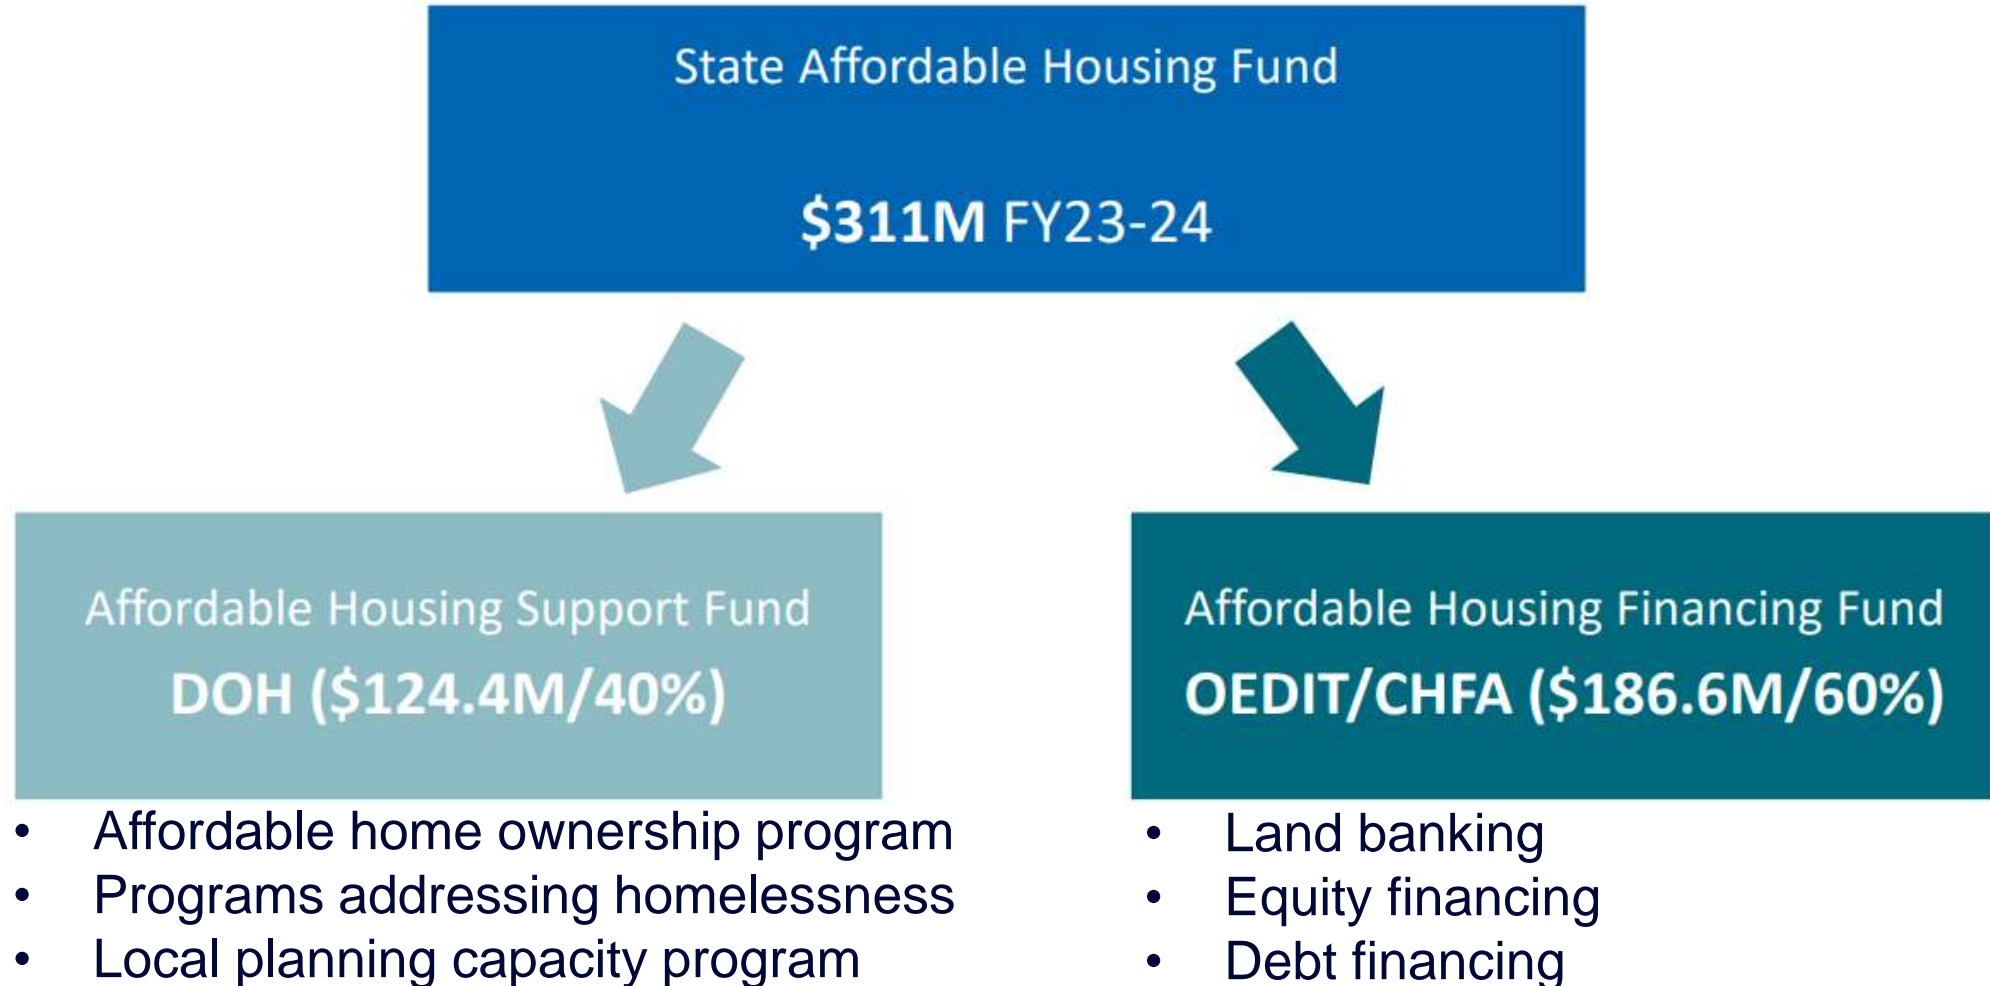 State Affordable Housing Fund
$311M FY23-24
Affordable Housing Support Fund
DOH ($124.4M/40%)
• Affordable home ownership program
• Programs addressing homelessness
• Local planning capacity program
Affordable Housing Financing Fund
OEDIT/CHFA ($186.6M/60%)
• Land banking
• Equity financing
• Debt financing